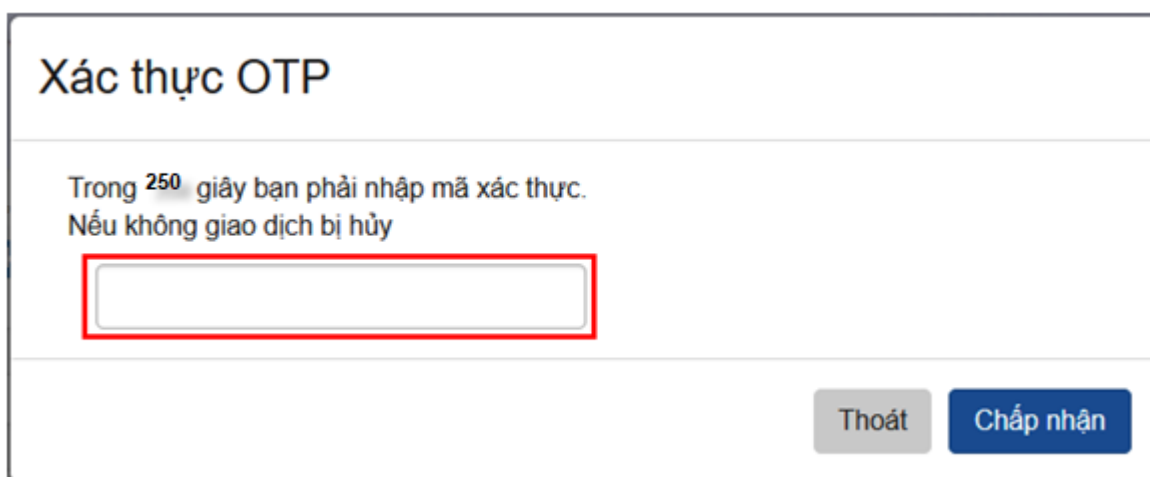 Xác thực OTP
Trong 250 giây bạn phải nhập mã xác thực.
Nếu không giao dịch bị hủy
Thoát
Chấp nhận